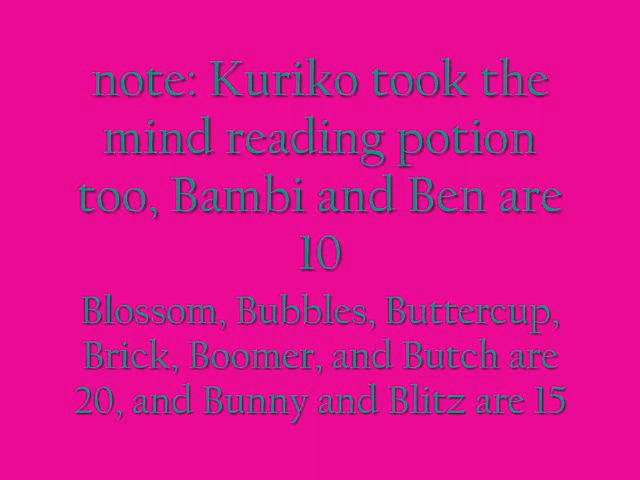 note: Kuriko took the
mind reading potion
too, Bambi and Ben are
10
Blossom, Bubbles, Buttercup,
Brick, Boomer, and Butch are
20, and Bunny and Blitz are 15